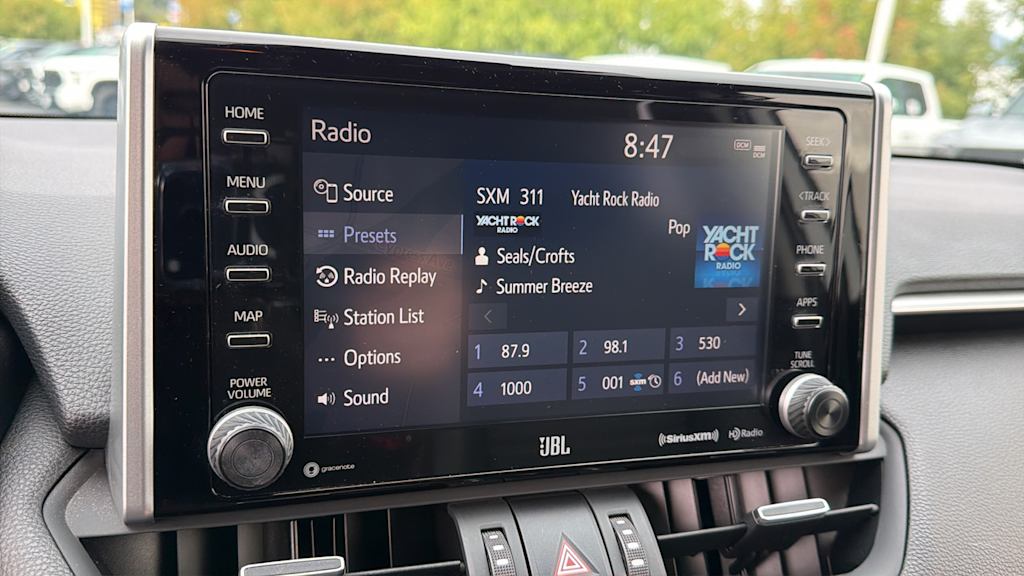 HOME
MENU
AUDIO
MAP
POWER
VOLUME
Radio
8:47
DCM
DCM
Source
Presets
Radio Replay
Station List
Options
Sound
SXM 311 Yacht Rock Radio
YACHT ROCK
RADIO
Pop
YACHT
ROCK
RADIO
Seals/Crofts
Summer Breeze
<
>
1 87.9
2 98.1
3 530
4 1000
5 001 sxm
6 (Add New)
SEEK>
<TRACK
PHONE
APPS
TUNE
SCROLL
gracenote
JBL
SiriusXM
HD Radio